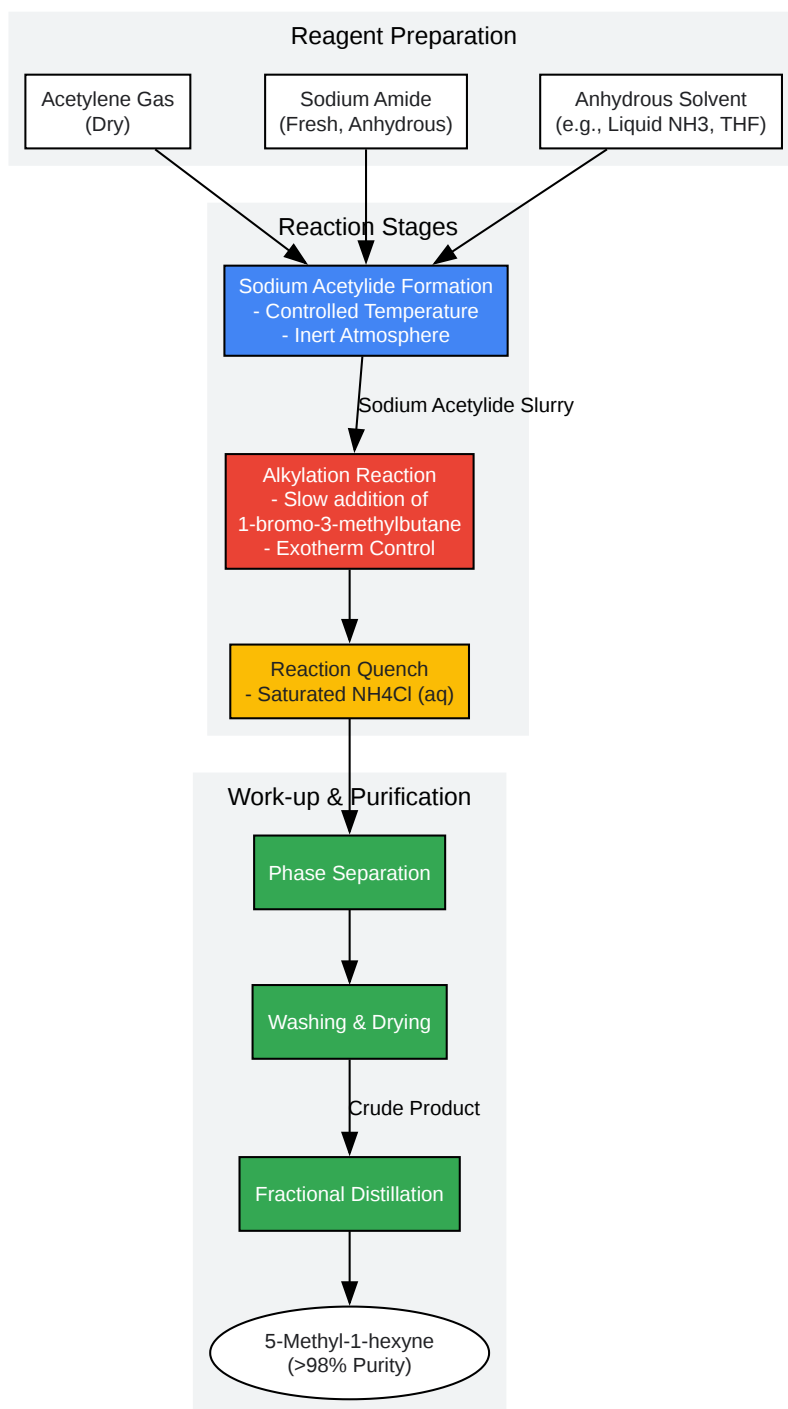 Reagent Preparation
Acetylene Gas
(Dry)
Sodium Amide
(Fresh, Anhydrous)
Anhydrous Solvent
(e.g., Liquid NH3, THF)
Reaction Stages
Sodium Acetylide Formation
- Controlled Temperature
- Inert Atmosphere
Sodium Acetylide Slurry
Alkylation Reaction
- Slow addition of
1-bromo-3-methylbutane
- Exotherm Control
Reaction Quench
- Saturated NH4Cl (aq)
Work-up & Purification
Phase Separation
Washing & Drying
Crude Product
Fractional Distillation
5-Methyl-1-hexyne
(>98% Purity)